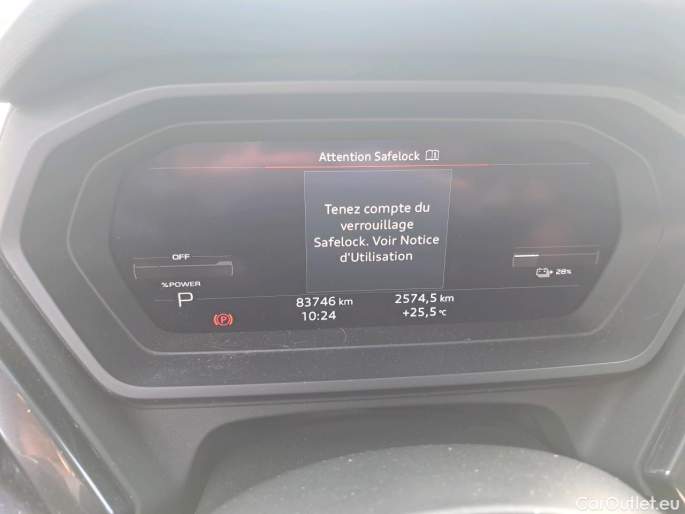 Attention Safelock
Tenez compte du
verrouillage
Safelock. Voir Notice
d'Utilisation
OFF
%POWER
28%
P
83746 km
2574,5 km
(P)
10:24
+25,5 °C
CarOutlet.eu